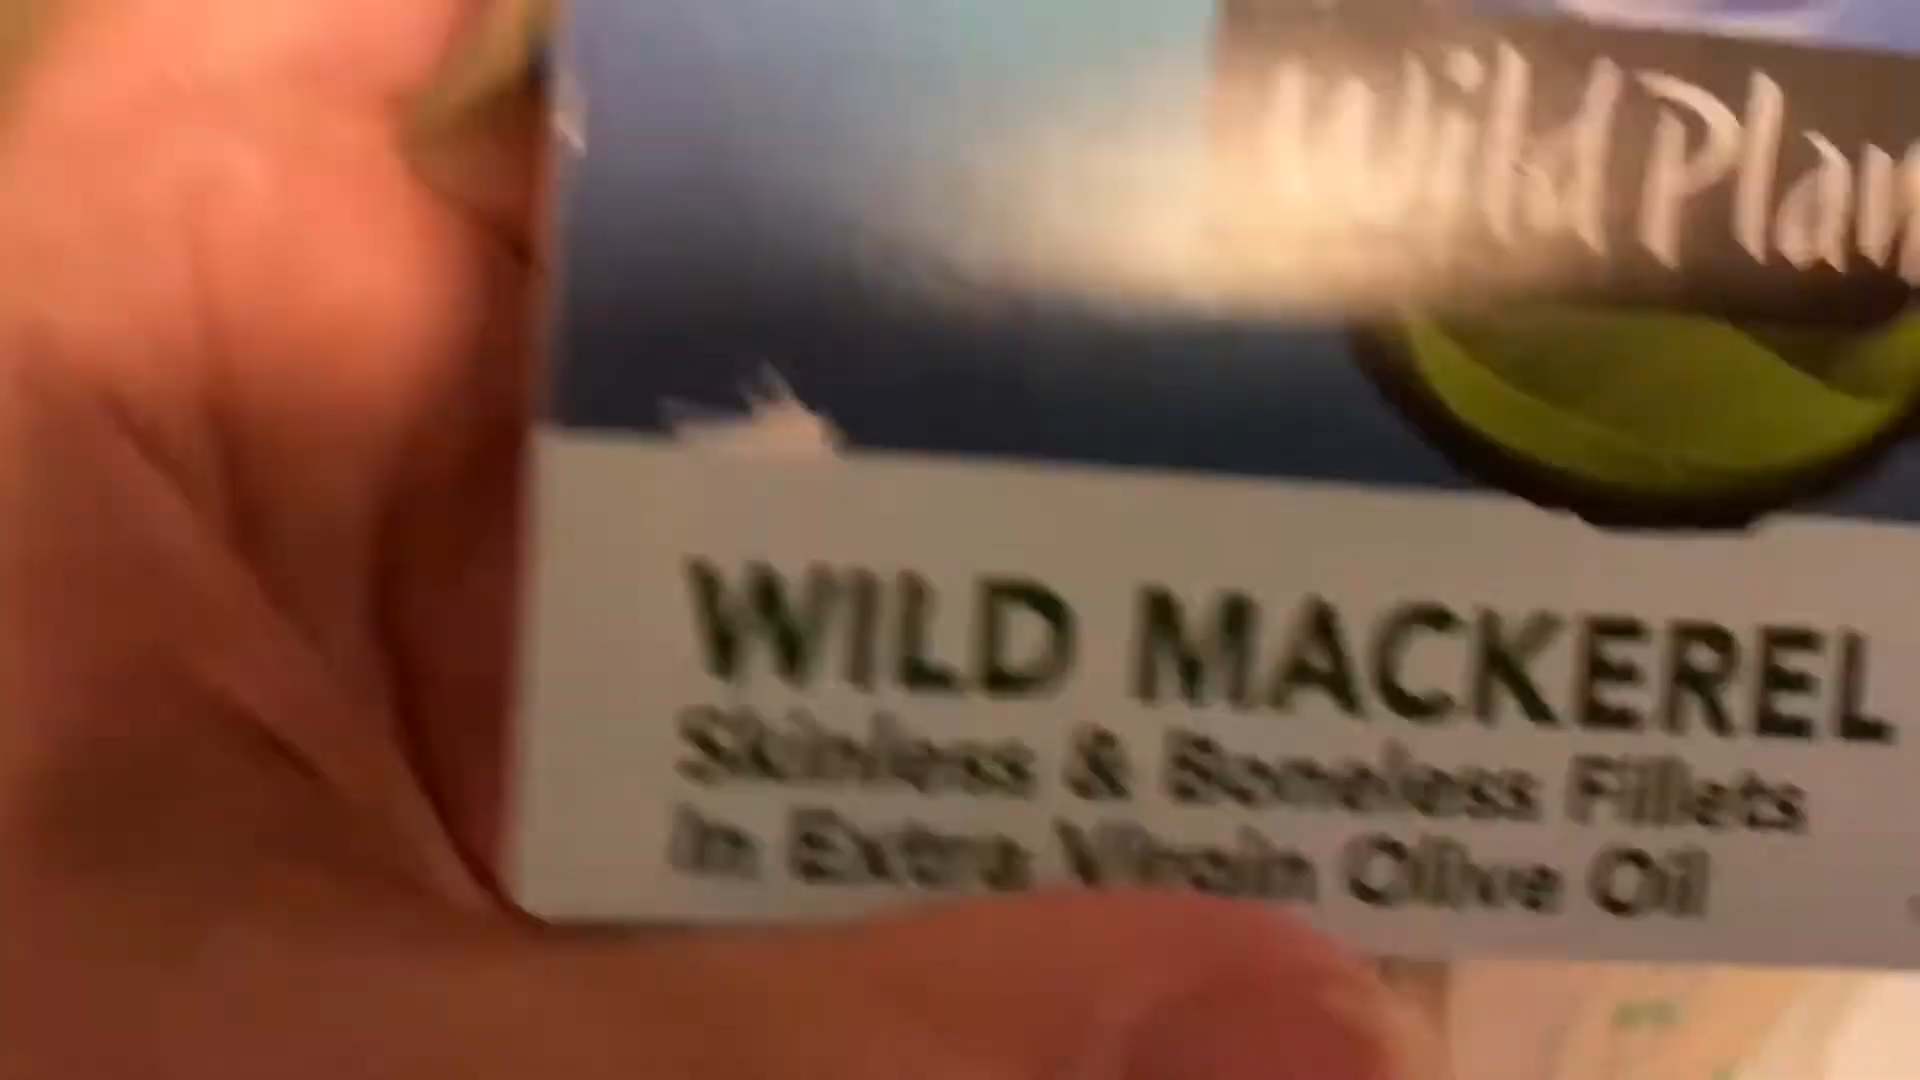 Wild Plan
WILD MACKEREL
Skinless & Boneless Fillets
In Extra Virgin Olive Oil